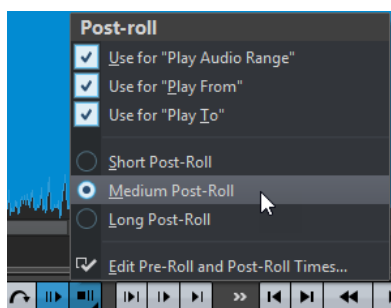 Post-roll
Use for "Play Audio Range"
Use for "Play From"
Use for "Play To"
Short Post-Roll
Medium Post-Roll
Long Post-Roll
Edit Pre-Roll and Post-Roll Times...